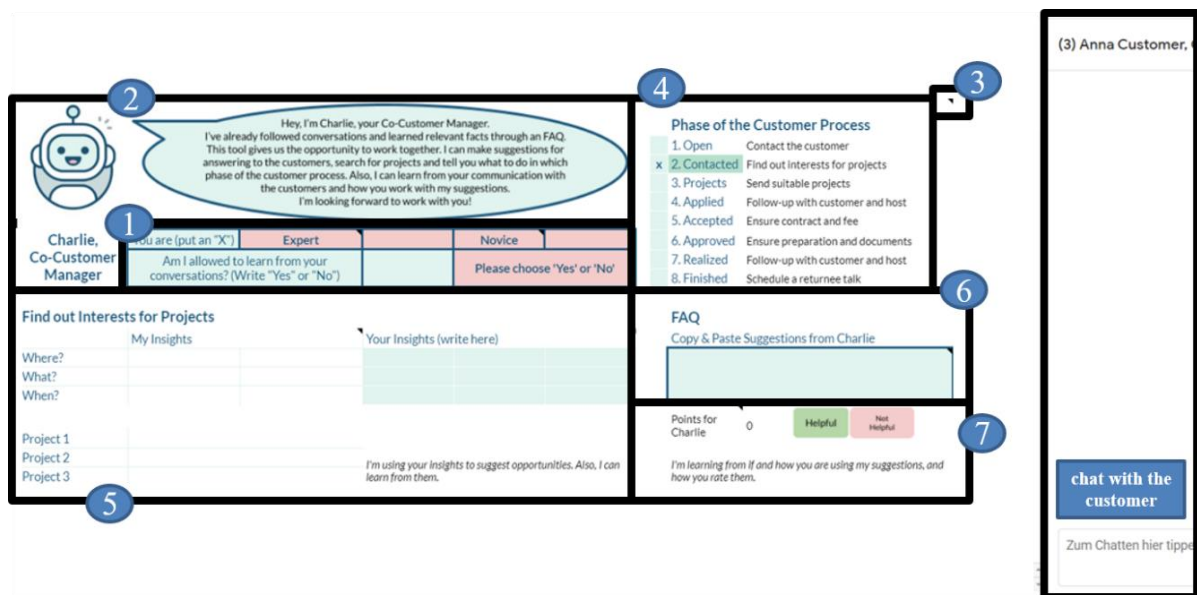 (3) Anna Customer,
2
4
3
Hey, I'm Charlie, your Co-Customer Manager.
I've already followed conversations and learned relevant facts through an FAQ.
This tool gives us the opportunity to work together. I can make suggestions for
answering to the customers, search for projects and tell you what to do in which
phase of the customer process. Also, I can learn from your communication with
the customers and how you work with my suggestions.
I'm looking forward to work with you!
Phase of the Customer Process
1. Open Contact the customer
x 2. Contacted Find out interests for projects
3. Projects Send suitable projects
4. Applied Follow-up with customer and host
5. Accepted Ensure contract and fee
6. Approved Ensure preparation and documents
7. Realized Follow-up with customer and host
8. Finished Schedule a returnee talk
1
Charlie,
Co-Customer
Manager
You are (put an "X") Expert Novice
Am I allowed to learn from your
conversations? (Write "Yes" or "No")
Please choose 'Yes' or 'No'
6
Find out Interests for Projects
My Insights Your Insights (write here)
Where?
What?
When?
Project 1
Project 2
Project 3
I'm using your insights to suggest opportunities. Also, I can
learn from them.
5
FAQ
Copy & Paste Suggestions from Charlie
Points for
Charlie
0
Helpful
Not
Helpful
7
I'm learning from if and how you are using my suggestions, and
how you rate them.
chat with the
customer
Zum Chatten hier tippe